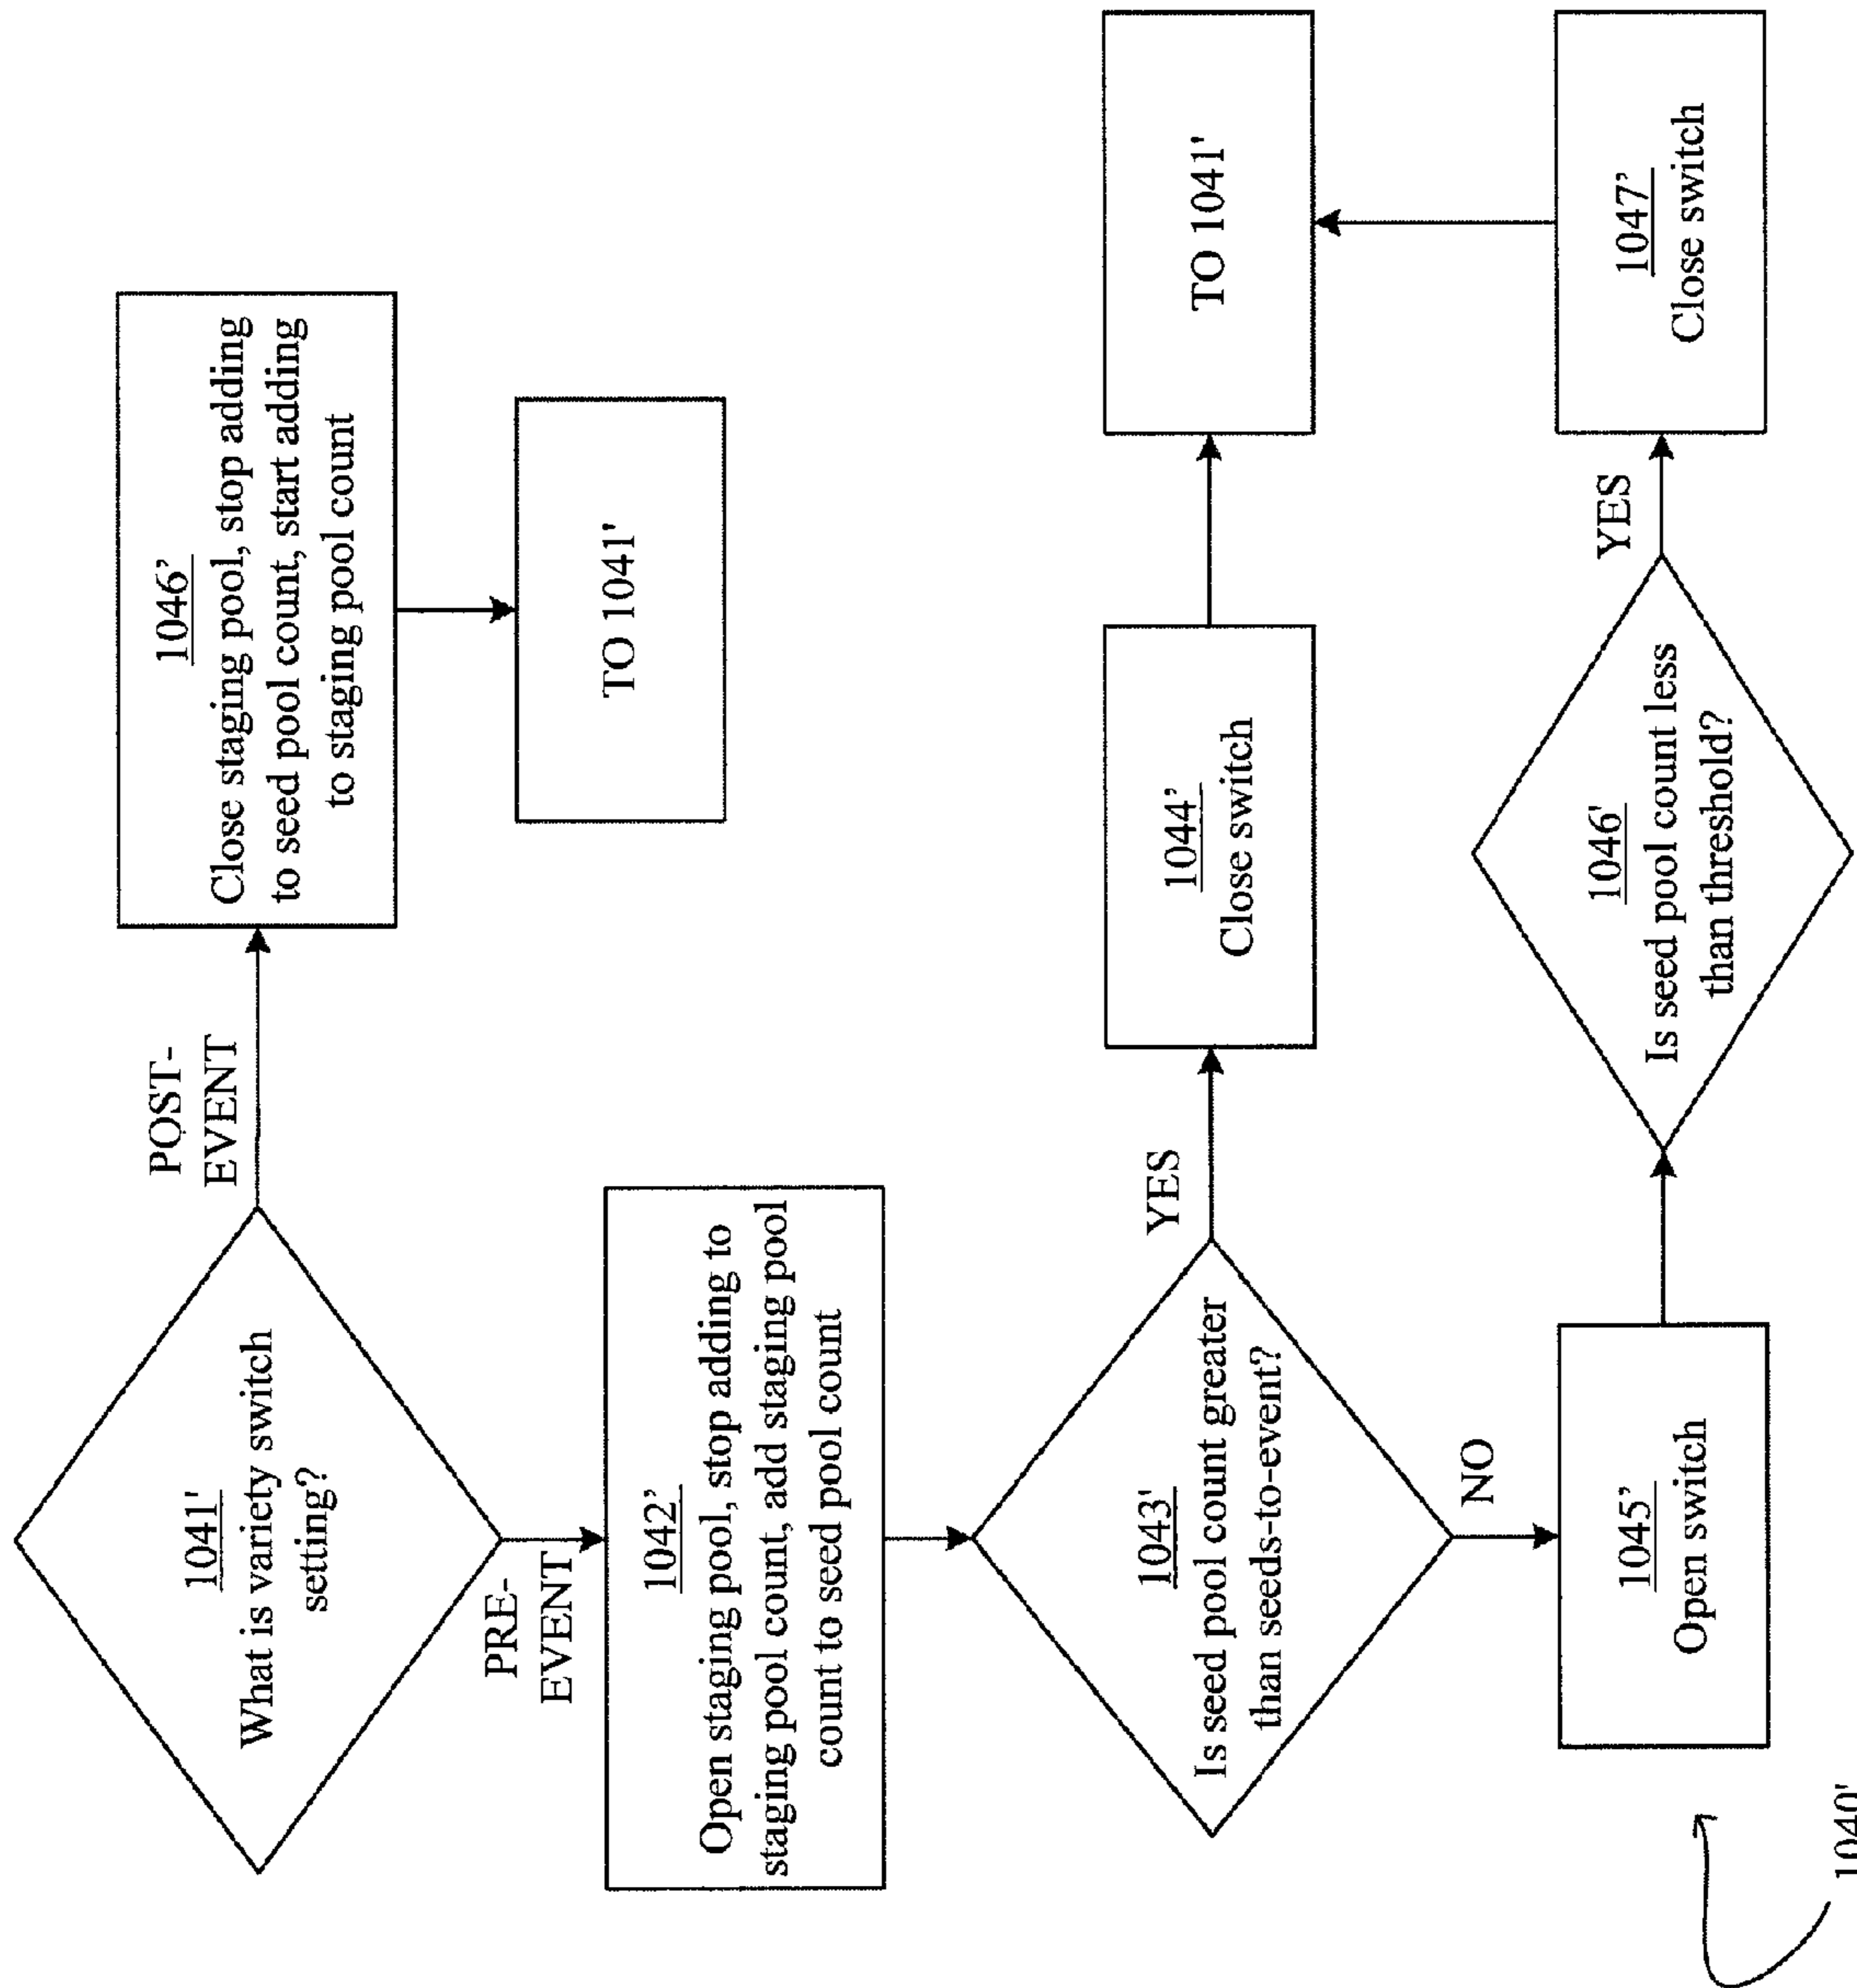 1041'
What is variety switch
setting?
POST-
EVENT
1046’
Close staging pool, stop adding
to seed pool count, start adding
to staging pool count
TO 1041'
PRE-
EVENT
1042’
Open staging pool, stop adding to
staging pool count, add staging pool
count to seed pool count
1043'
Is seed pool count greater
than seeds-to-event?
YES
1044’
Close switch
TO 1041'
NO
1045’
Open switch
1046'
Is seed pool count less
than threshold?
YES
1047’
Close switch
1040'